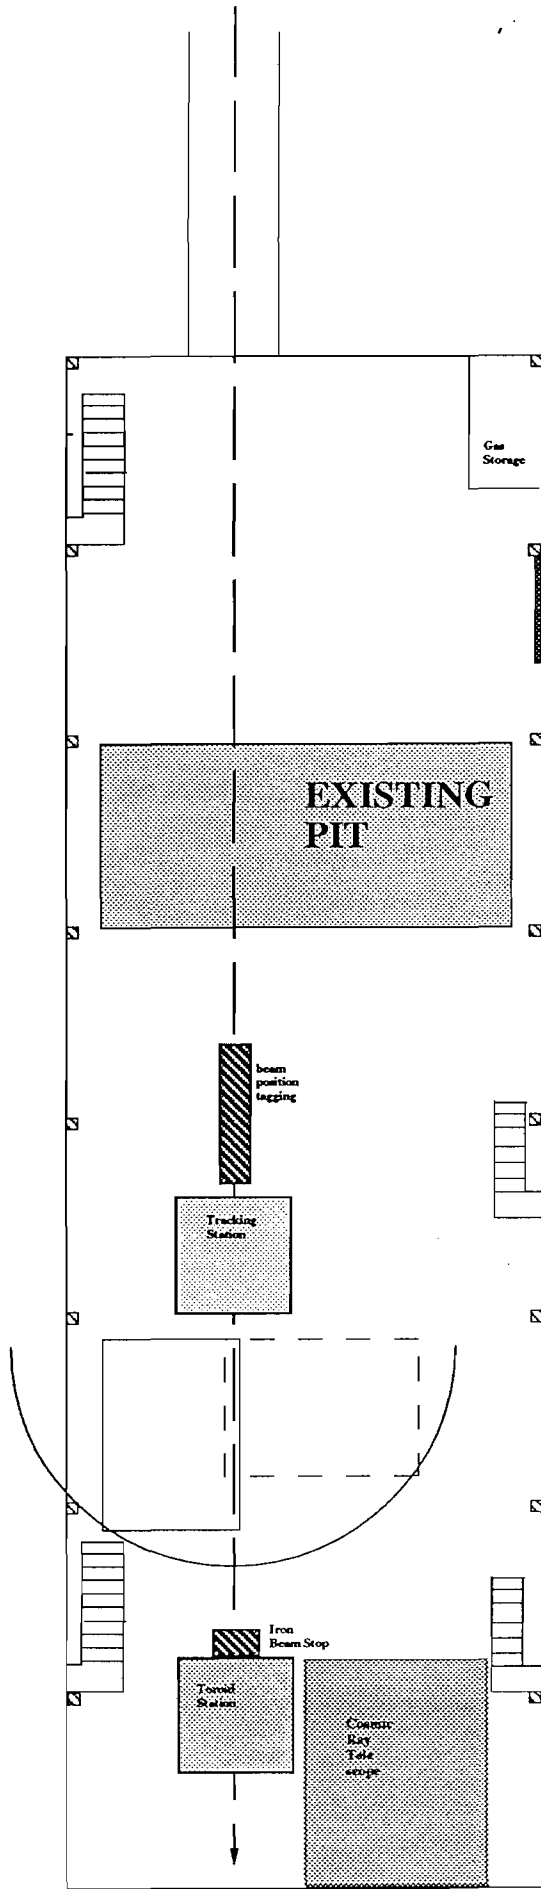 Gas
Storage
EXISTING
PIT
beam
position
tagging
Tracking
Station
Iron
Beam Stop
Toroid
Station
Cosmic
Ray
Tele
scope